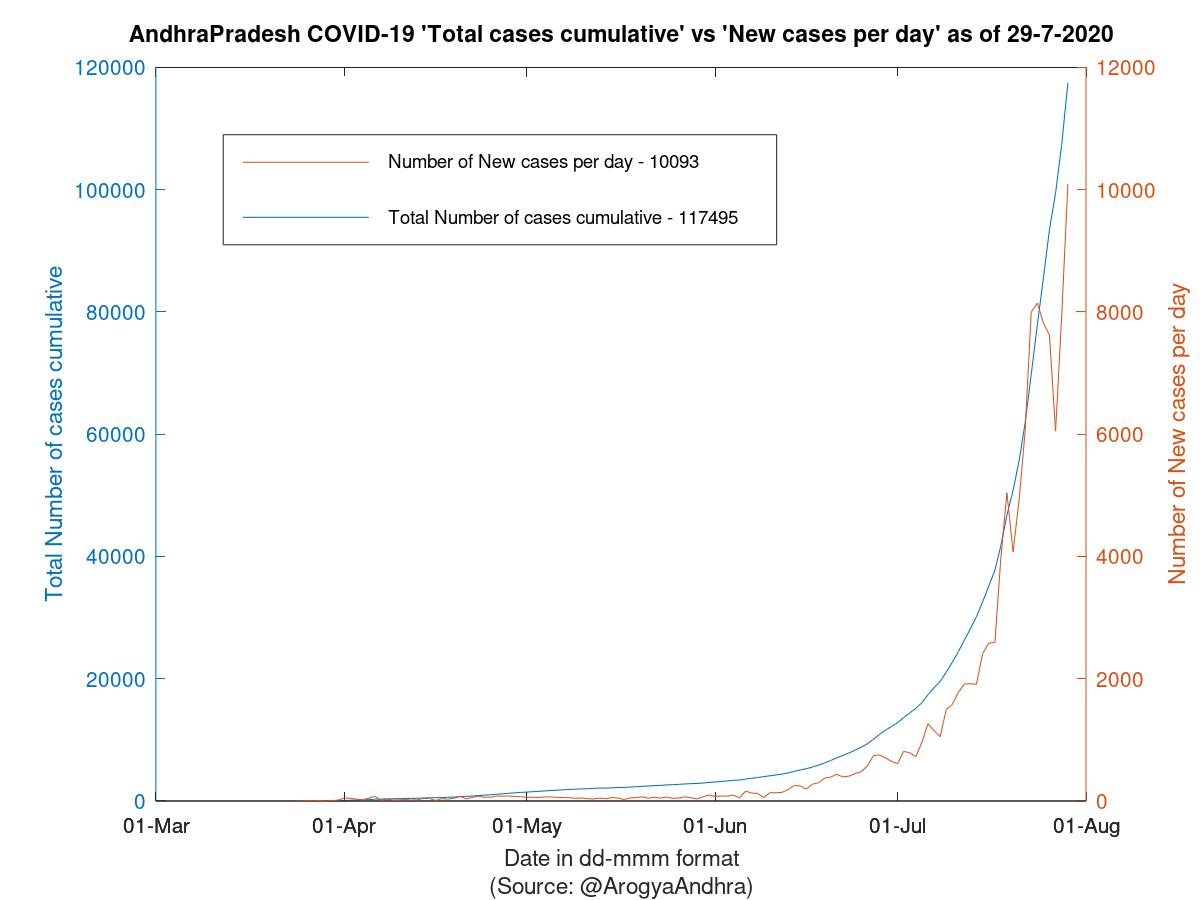 AndhraPradesh COVID-19 'Total cases cumulative' vs 'New cases per day' as of 29-7-2020
120000
100000
80000
60000
40000
20000
0
Total Number of cases cumulative
Number of New cases per day - 10093
Total Number of cases cumulative - 117495
12000
10000
8000
6000
4000
2000
0
Number of New cases per day
01-Mar
01-Apr
01-May
01-Jun
01-Jul
01-Aug
Date in dd-mmm format
(Source: @ArogyaAndhra)